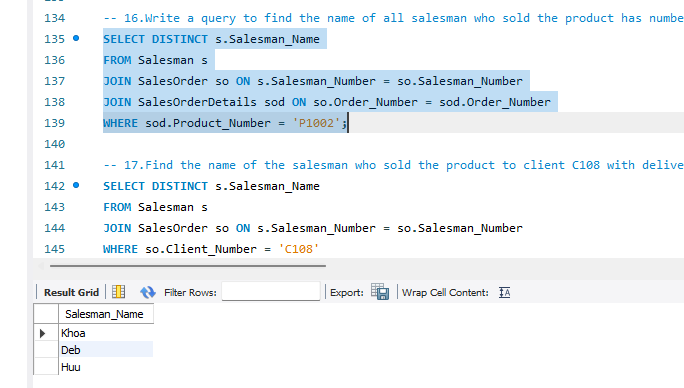 134 -- 16.Write a query to find the name of all salesman who sold the product has numbe
135 SELECT DISTINCT s.Salesman_Name
136 FROM Salesman s
137 JOIN SalesOrder so ON s.Salesman_Number = so.Salesman_Number
138 JOIN SalesOrderDetails sod ON so.Order_Number = sod.Order_Number
139 WHERE sod.Product_Number = 'P1002';
140
141 -- 17.Find the name of the salesman who sold the product to client C108 with delive
142 SELECT DISTINCT s.Salesman_Name
143 FROM Salesman s
144 JOIN SalesOrder so ON s.Salesman_Number = so.Salesman_Number
145 WHERE so.Client_Number = 'C108'
Result Grid Filter Rows: Export: Wrap Cell Content: IA
Salesman_Name
Khoa
Deb
Huu